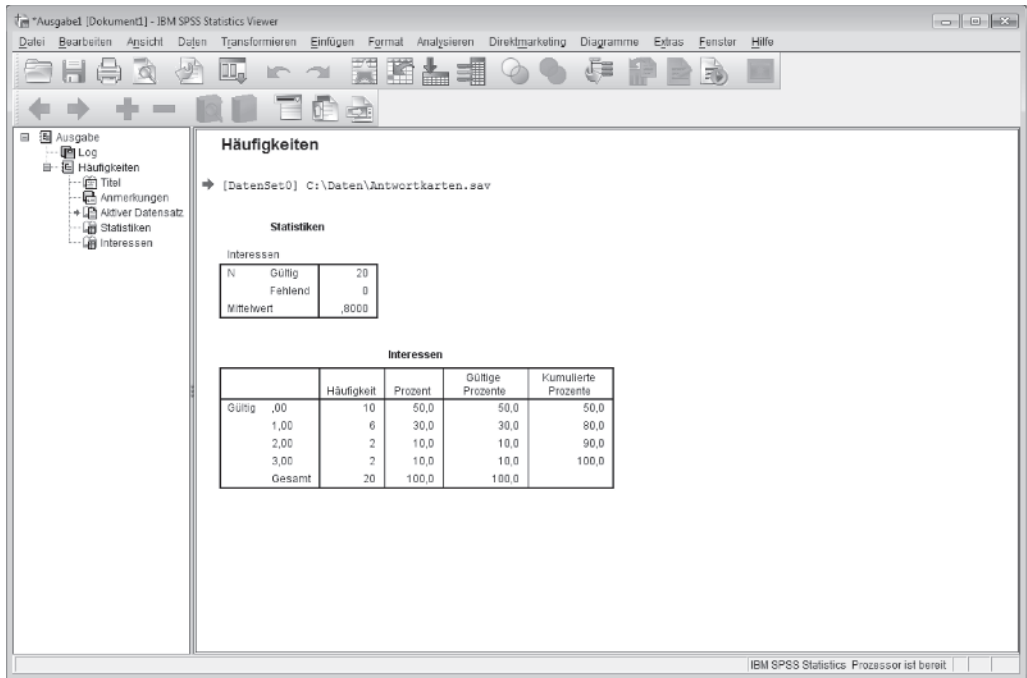 *Ausgabe1 [Dokument1] - IBM SPSS Statistics Viewer
Datei Bearbeiten Ansicht Daten Transformieren Einfügen Format Analysieren Direktmarketing Diagramme Extras Fenster Hilfe
Ausgabe
Log
Häufigkeiten
Titel
Anmerkungen
Aktiver Datensatz
Statistiken
Interessen
Häufigkeiten
[DatenSet0] C:\Daten\Antwortkarten.sav
Statistiken
Interessen
N Gültig 20
Fehlend 0
Mittelwert ,8000
Interessen
Häufigkeit Prozent Gültige Prozente Kumulierte Prozente
Gültig ,00 10 50,0 50,0 50,0
1,00 6 30,0 30,0 80,0
2,00 2 10,0 10,0 90,0
3,00 2 10,0 10,0 100,0
Gesamt 20 100,0 100,0
IBM SPSS Statistics Prozessor ist bereit